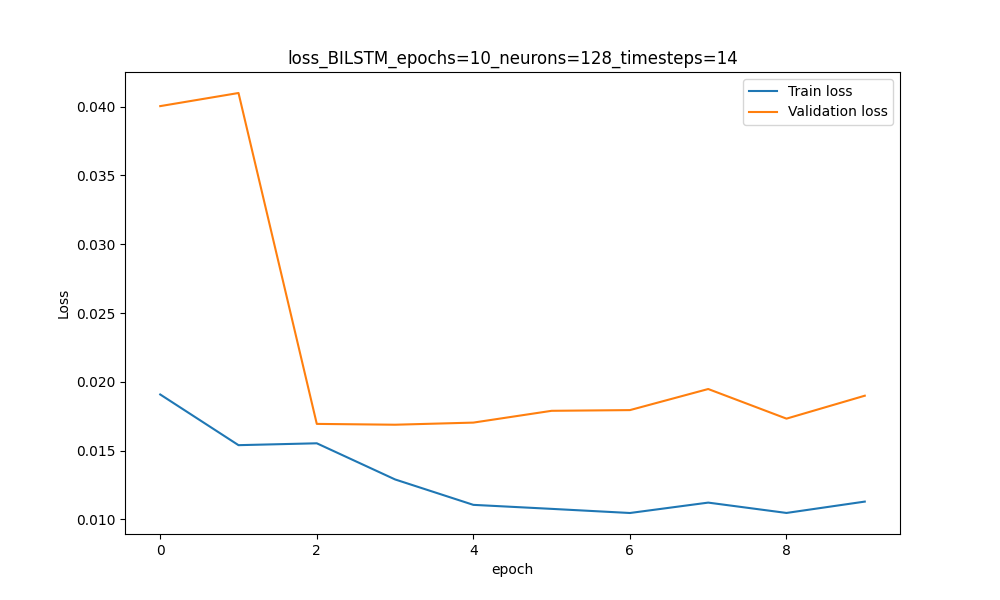 loss_BILSTM_epochs=10_neurons=128_timesteps=14
Train loss
Validation loss
0.040
0.035
0.030
0.025
0.020
0.015
0.010
Loss
0 2 4 6 8
epoch